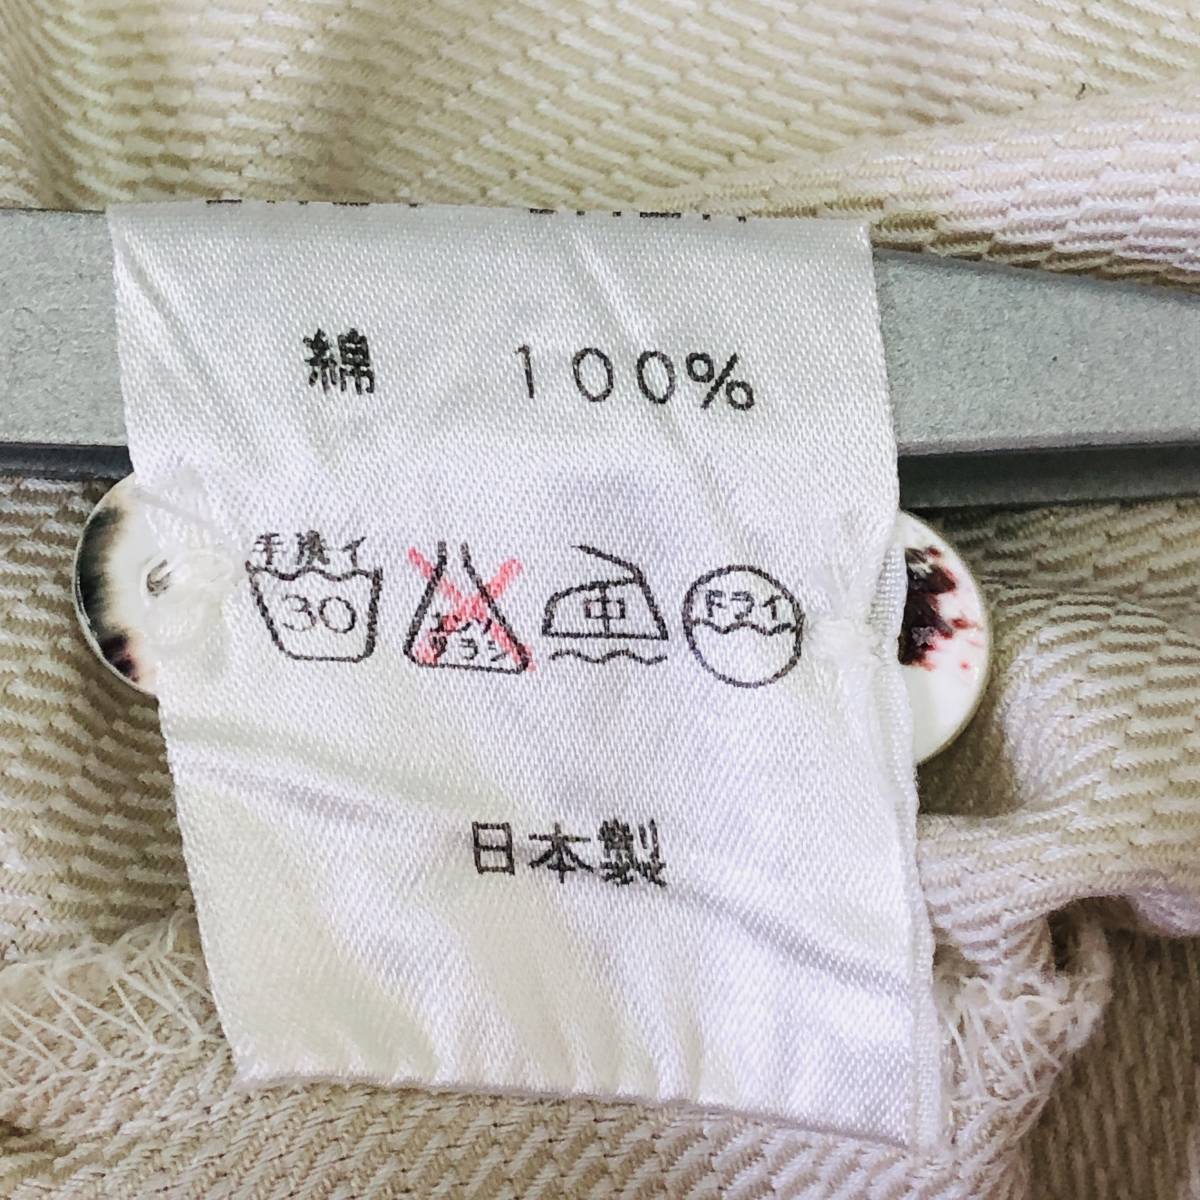 綿 100%
手洗イ 30 エンソサラシ 中 ドライ
日本製